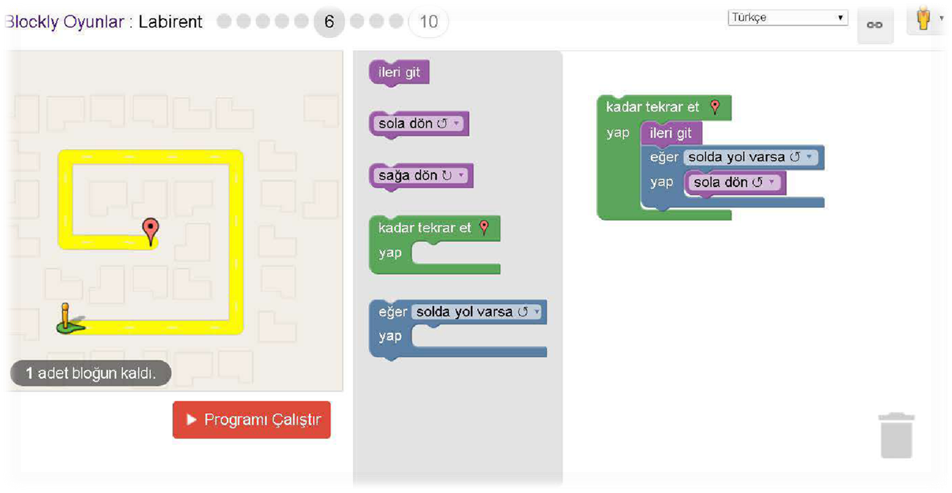 Blockly Oyunlar : Labirent 6 10
Türkçe
ileri git
sola dön
sağa dön
kadar tekrar et
yap
eğer solda yol varsa
yap
kadar tekrar et
yap ileri git
eğer solda yol varsa
yap sola dön
1 adet bloğun kaldı.
Programı Çalıştır